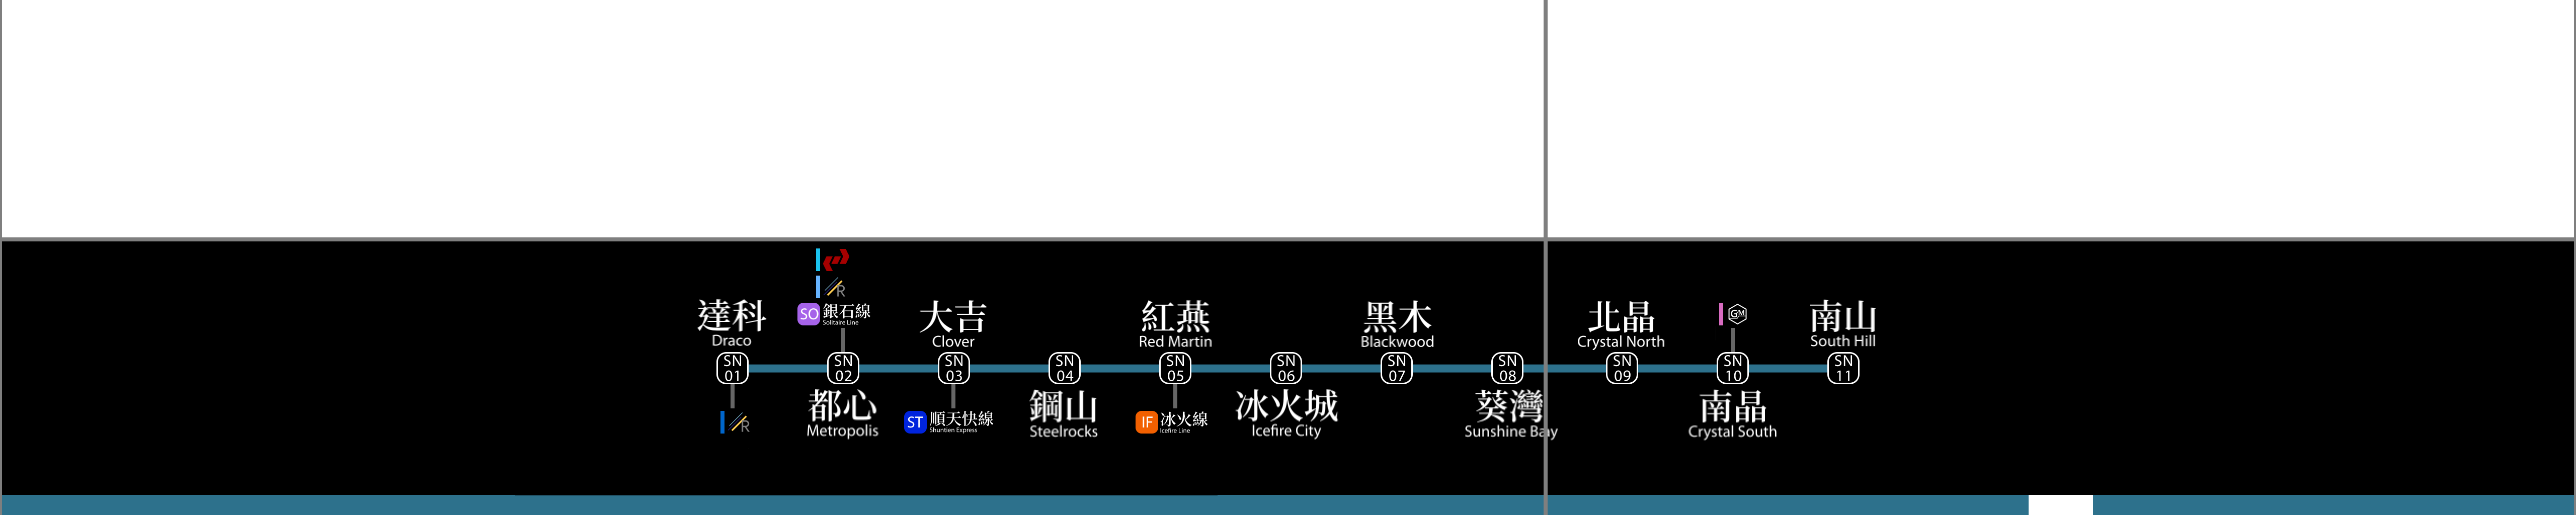 達科
Draco
SN
01
R
R
SO 銀石線
Solitaire Line
SN
02
都心
Metropolis
大吉
Clover
SN
03
ST 順天快線
Shuntien Express
SN
04
鋼山
Steelrocks
紅燕
Red Martin
SN
05
IF 冰火線
Icefire Line
SN
06
冰火城
Icefire City
黑木
Blackwood
SN
07
SN
08
葵灣
Sunshine Bay
北晶
Crystal North
SN
09
GM
SN
10
南晶
Crystal South
南山
South Hill
SN
11